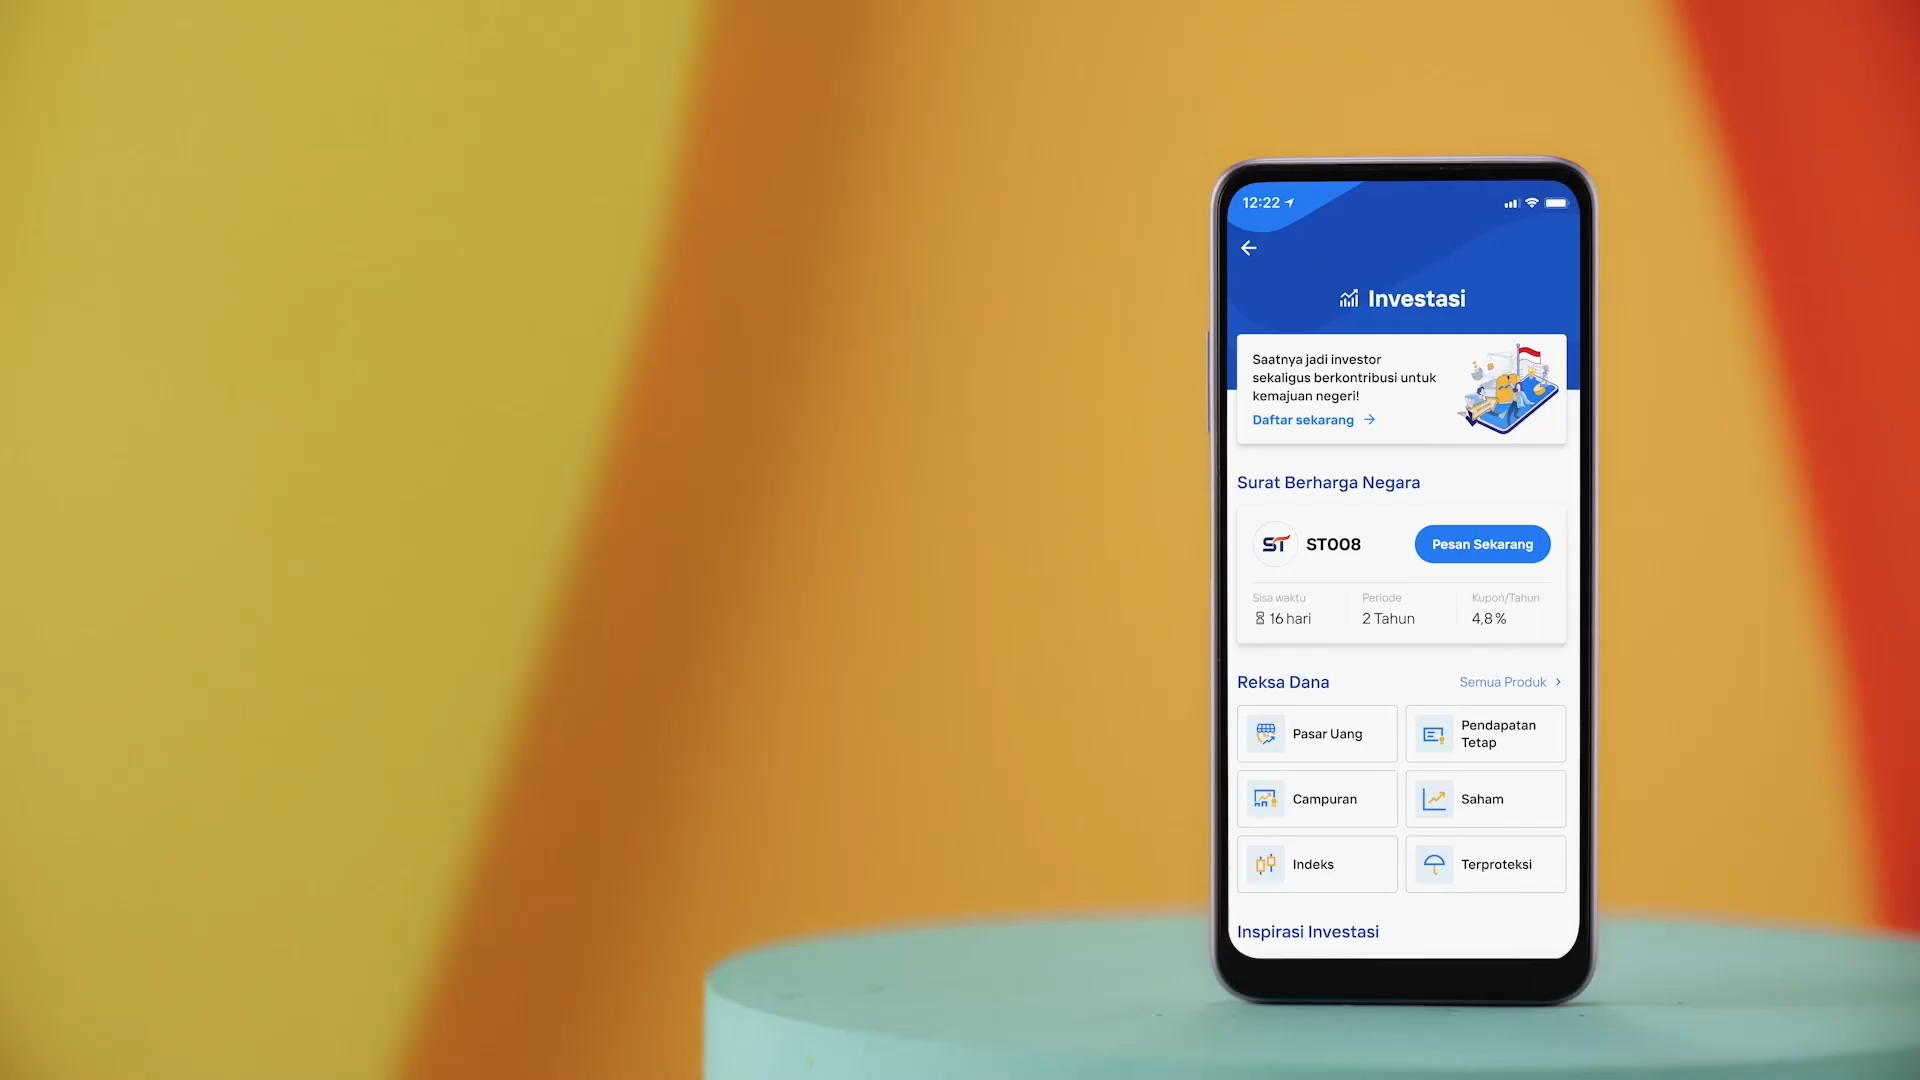 12:22
Investasi
Saatnya jadi investor
sekaligus berkontribusi untuk
kemajuan negeri!
Daftar sekarang
Surat Berharga Negara
ST
ST008
Pesan Sekarang
Sisa waktu
Periode
Kupon/Tahun
16 hari
2 Tahun
4,8 %
Reksa Dana
Semua Produk
Pasar Uang
Pendapatan
Tetap
Campuran
Saham
Indeks
Terproteksi
Inspirasi Investasi